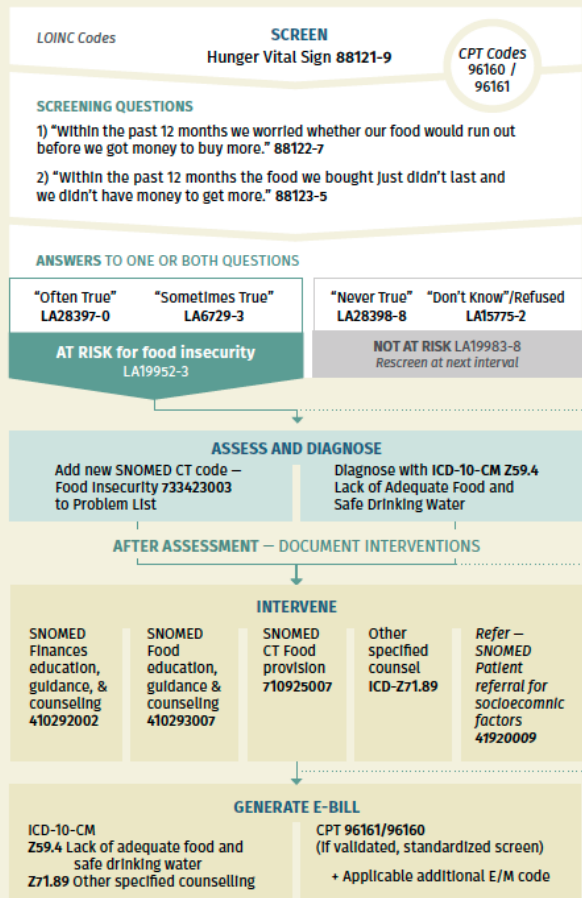 LOINC Codes
SCREEN
Hunger Vital Sign 88121-9
CPT Codes
96160 /
96161
SCREENING QUESTIONS
1) “Within the past 12 months we worried whether our food would run out
before we got money to buy more.” 88122-7
2) “Within the past 12 months the food we bought just didn’t last and
we didn’t have money to get more.” 88123-5
ANSWERS TO ONE OR BOTH QUESTIONS
“Often True”
LA28397-0
“Sometimes True”
LA6729-3
“Never True”
LA28398-8
“Don’t Know”/Refused
LA15775-2
AT RISK for food insecurity
LA19952-3
NOT AT RISK LA19983-8
Rescreen at next interval
ASSESS AND DIAGNOSE
Add new SNOMED CT code –
Food Insecurity 733423003
to Problem List
Diagnose with ICD-10-CM Z59.4
Lack of Adequate Food and
Safe Drinking Water
AFTER ASSESSMENT – DOCUMENT INTERVENTIONS
INTERVENE
SNOMED
Finances
education,
guidance, &
counseling
410292002
SNOMED
Food
education,
guidance &
counseling
410293007
SNOMED
CT Food
provision
710925007
Other
specified
counsel
ICD-Z71.89
Refer –
SNOMED
Patient
referral for
socioecomnic
factors
41920009
GENERATE E-BILL
ICD-10-CM
Z59.4 Lack of adequate food and
safe drinking water
Z71.89 Other specified counselling
CPT 96161/96160
(if validated, standardized screen)
+ Applicable additional E/M code